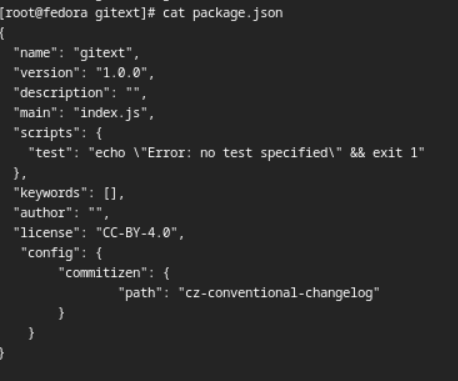 [root@fedora gitext]# cat package.json
{
  "name": "gitext",
  "version": "1.0.0",
  "description": "",
  "main": "index.js",
  "scripts": {
    "test": "echo \"Error: no test specified\" && exit 1"
  },
  "keywords": [],
  "author": "",
  "license": "CC-BY-4.0",
   "config": {
        "commitizen": {
                "path": "cz-conventional-changelog"
        }
    }
}